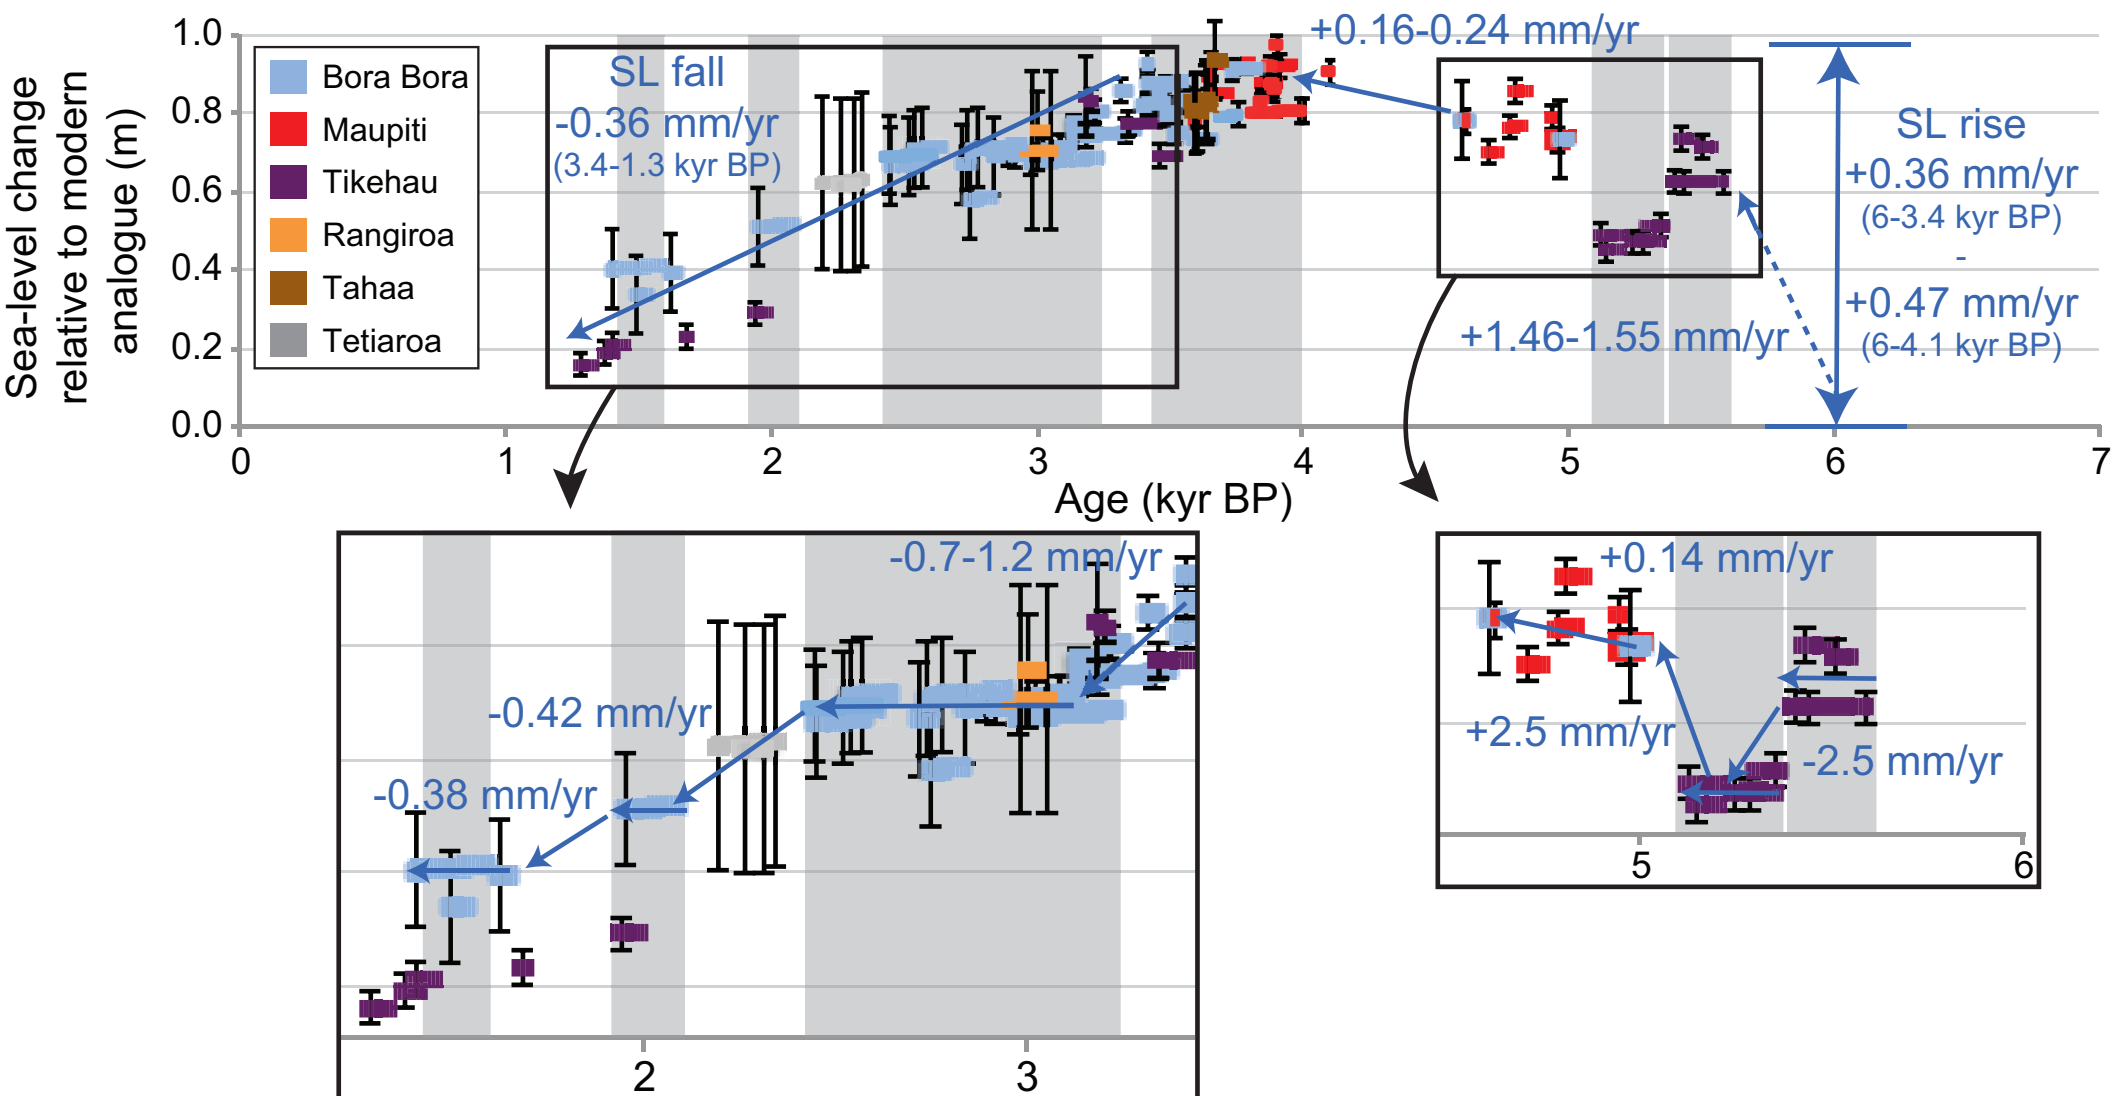 Sea-level change
relative to modern
analogue (m)
1.0
0.8
0.6
0.4
0.2
0.0
Bora Bora
Maupiti
Tikehau
Rangiroa
Tahaa
Tetiaroa
SL fall
-0.36 mm/yr
(3.4-1.3 kyr BP)
+0.16-0.24 mm/yr
SL rise
+0.36 mm/yr
(6-3.4 kyr BP)
-
+0.47 mm/yr
(6-4.1 kyr BP)
+1.46-1.55 mm/yr
0 1 2 3 4 5 6 7
Age (kyr BP)
-0.7-1.2 mm/yr
-0.42 mm/yr
-0.38 mm/yr
2 3
+0.14 mm/yr
+2.5 mm/yr
-2.5 mm/yr
5 6